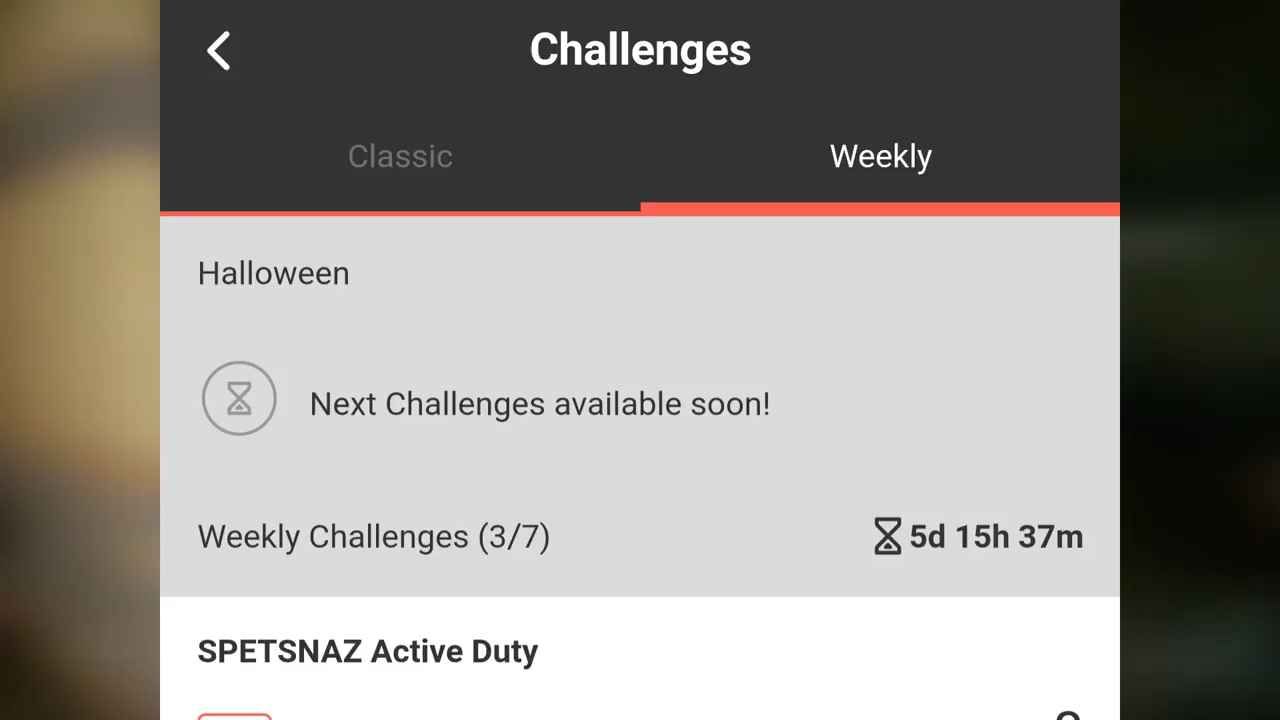 Challenges
Classic
Weekly
Halloween
Next Challenges available soon!
Weekly Challenges (3/7)
5d 15h 37m
SPETSNAZ Active Duty